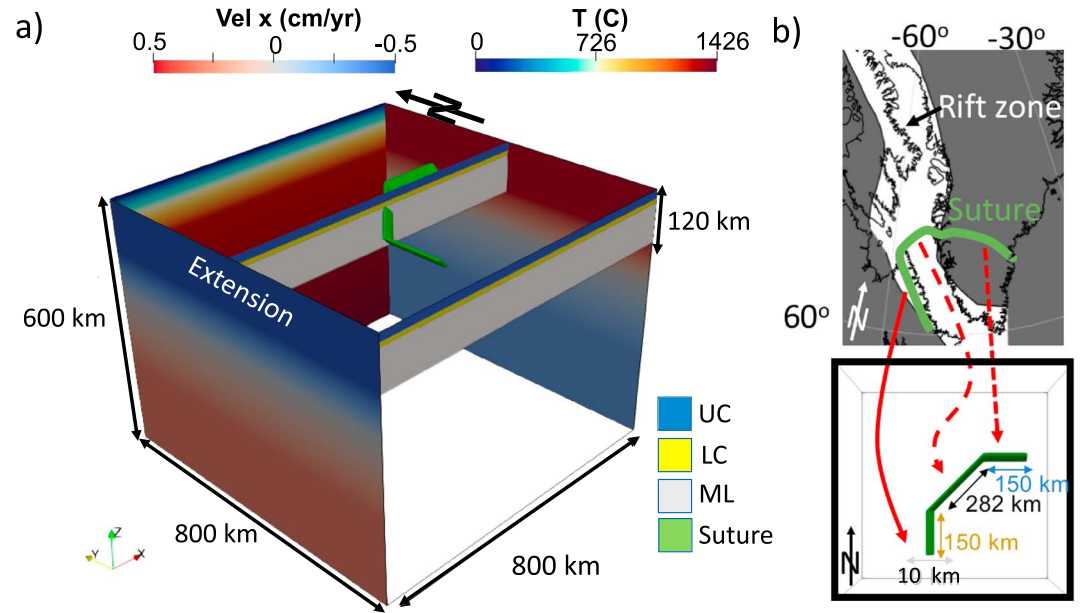 a)
Vel x (cm/yr)
0.5 0 -0.5
T (C)
0 726 1426
N
Extension
120 km
600 km
800 km
800 km
UC
LC
ML
Suture
Z
Y X
b)
-60° -30°
Rift zone
Suture
60°
N
150 km
282 km
150 km
10 km
N